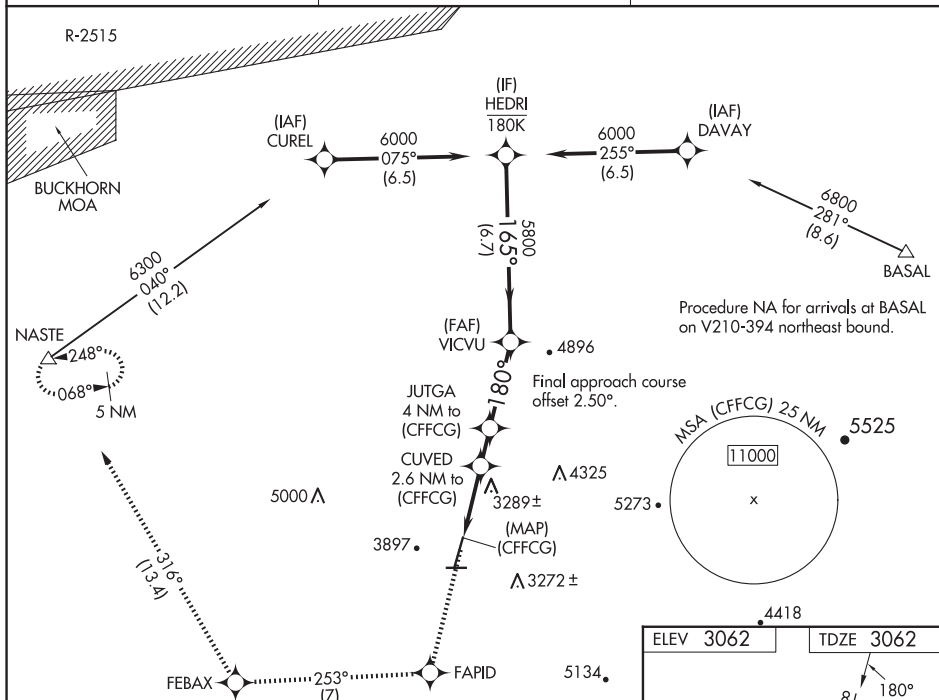 R-2515
BUCKHORN
MOA
(IAF)
CUREL
6000
075°
(6.5)
(IF)
HEDRI
180K
6000
255°
(6.5)
(IAF)
DAVAY
6800
281°
(8.6)
BASAL
Procedure NA for arrivals at BASAL
on V210-394 northeast bound.
6300
040°
(12.2)
5800
165°
(6.7)
NASTE
248°
068°
5 NM
(FAF)
VICVU
4896
180°
Final approach course
offset 2.50°.
JUTGA
4 NM to
(CFFCG)
CUVED
2.6 NM to
(CFFCG)
4325
3289±
5000
(MAP)
(CFFCG)
3897
3272±
MSA (CFFCG) 25 NM
11000
x
5525
5273
316°
(13.4)
FEBAX
253°
(7)
FAPID
5134
4418
ELEV 3062
TDZE 3062
180°